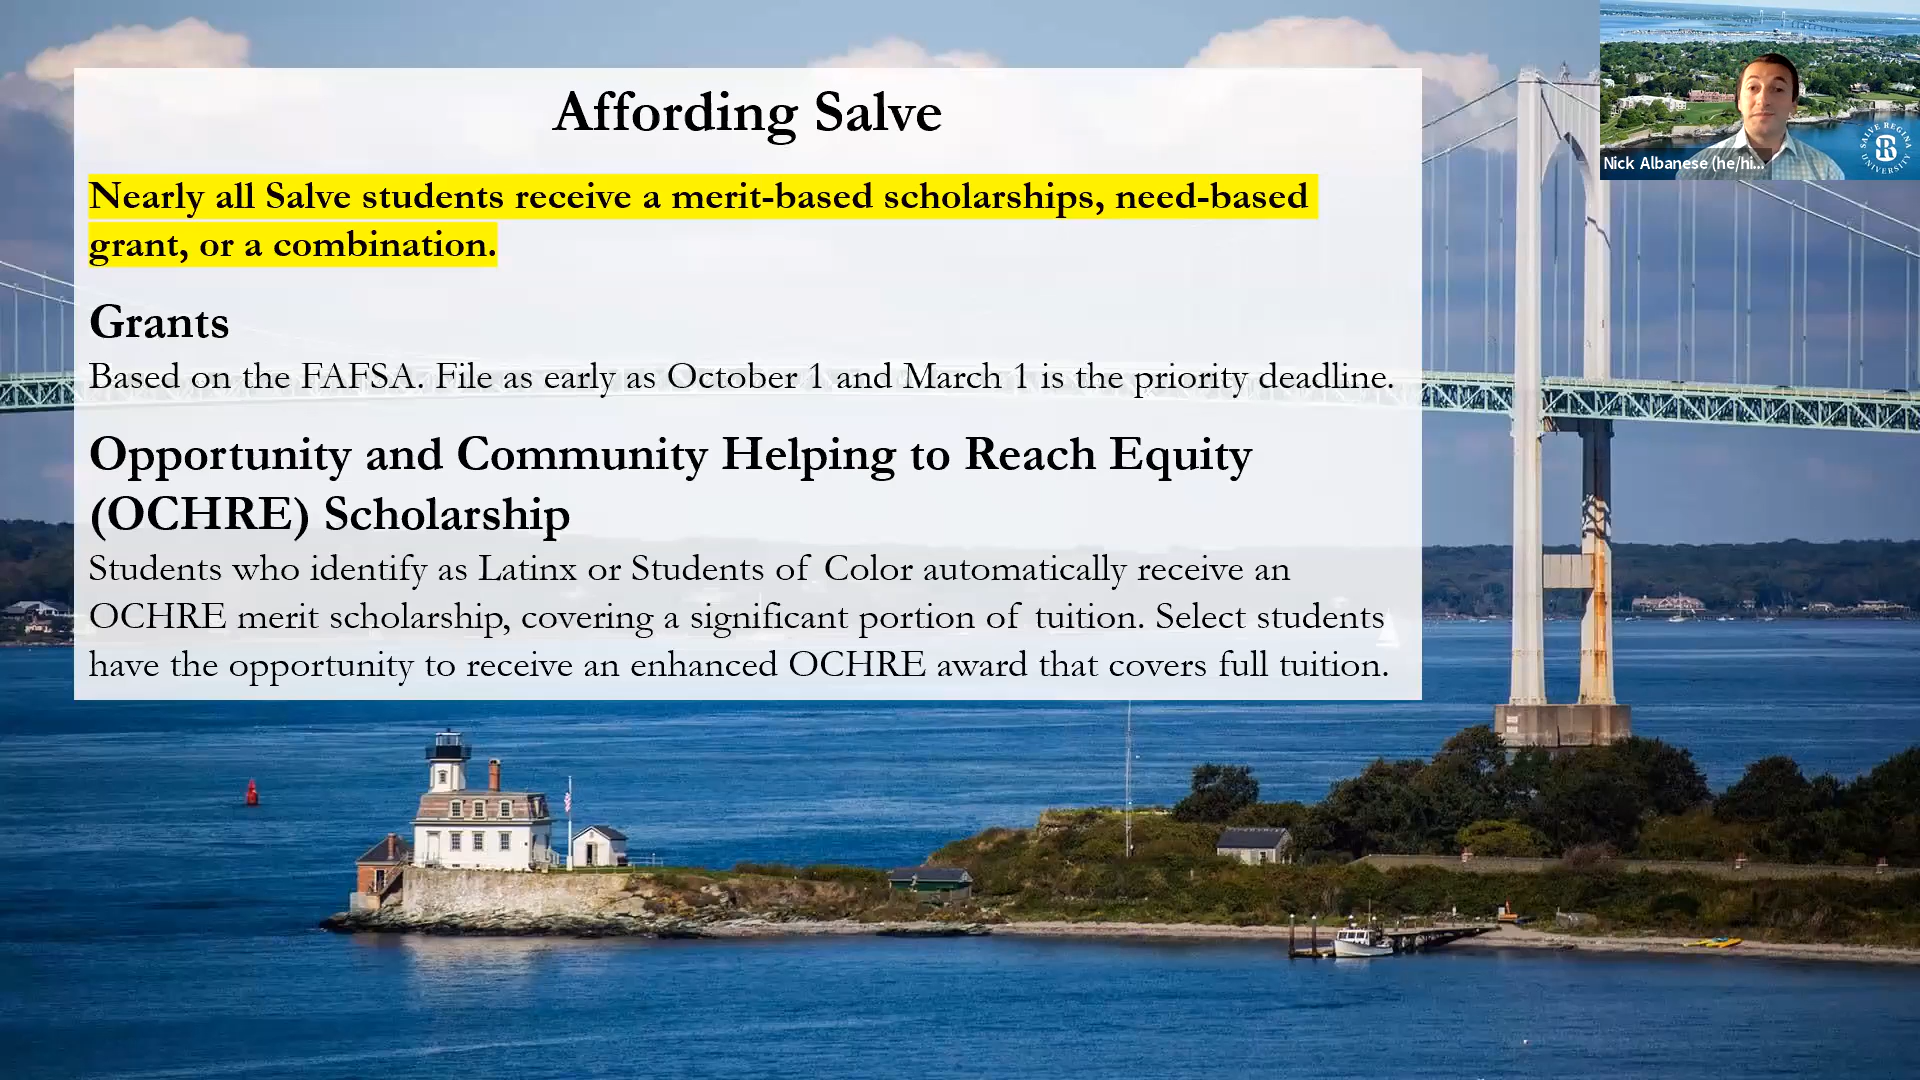 Affording Salve
Nearly all Salve students receive a merit-based scholarships, need-based
grant, or a combination.
Grants
Based on the FAFSA. File as early as October 1 and March 1 is the priority deadline.
Opportunity and Community Helping to Reach Equity
(OCHRE) Scholarship
Students who identify as Latinx or Students of Color automatically receive an
OCHRE merit scholarship, covering a significant portion of tuition. Select students
have the opportunity to receive an enhanced OCHRE award that covers full tuition.
Nick Albanese (he/hi...
SALVE REGINA
UNIVERSITY